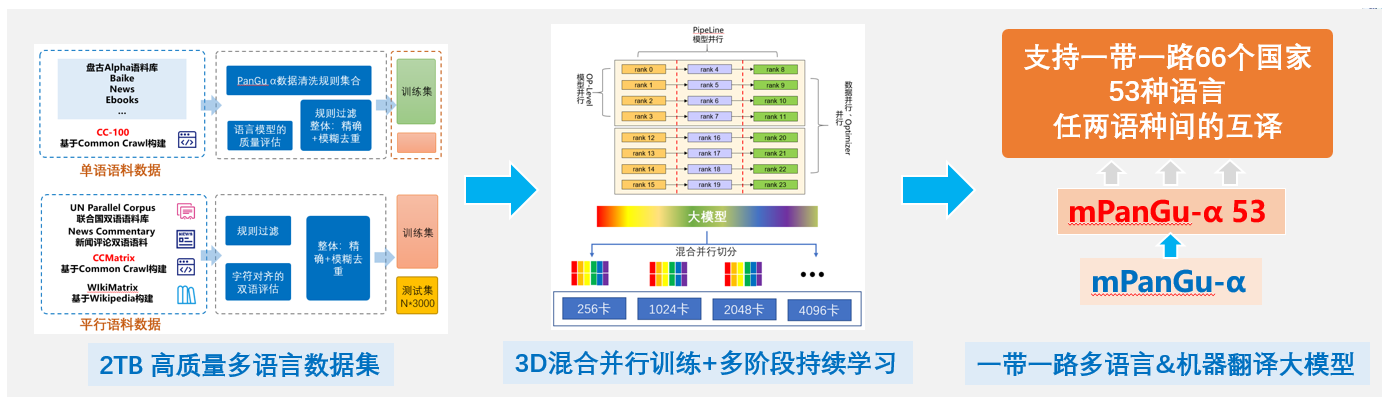 盘古Alpha语料库
Baike
News
Ebooks
...
CC-100
基于Common Crawl构建
单语语料数据
PanGu α数据清洗规则集合
语言模型的
质量评估
规则过滤
整体：精确
+模糊去重
训练集
UN Parallel Corpus
联合国双语语料库
News Commentary
新闻评论双语语料
CCMatrix
基于Common Crawl构建
WIkiMatrix
基于Wikipedia构建
平行语料数据
NEWS
规则过滤
字符对齐的
双语评估
整体：精
确+模糊去
重
训练集
测试集
N*3000
2TB 高质量多语言数据集
PipeLine
模型并行
OP-Level
模型并行
rank 0
rank 4
rank 8
rank 1
rank 5
rank 9
rank 2
rank 6
rank 10
rank 3
rank 7
rank 11
rank 12
rank 16
rank 20
rank 13
rank 17
rank 21
rank 14
rank 18
rank 22
rank 15
rank 19
rank 23
数据并行、Optimizer
并行
大模型
混合并行切分
256卡
1024卡
2048卡
4096卡
3D混合并行训练+多阶段持续学习
支持一带一路66个国家
53种语言
任两语种间的互译
mPanGu-α 53
mPanGu-α
一带一路多语言&机器翻译大模型